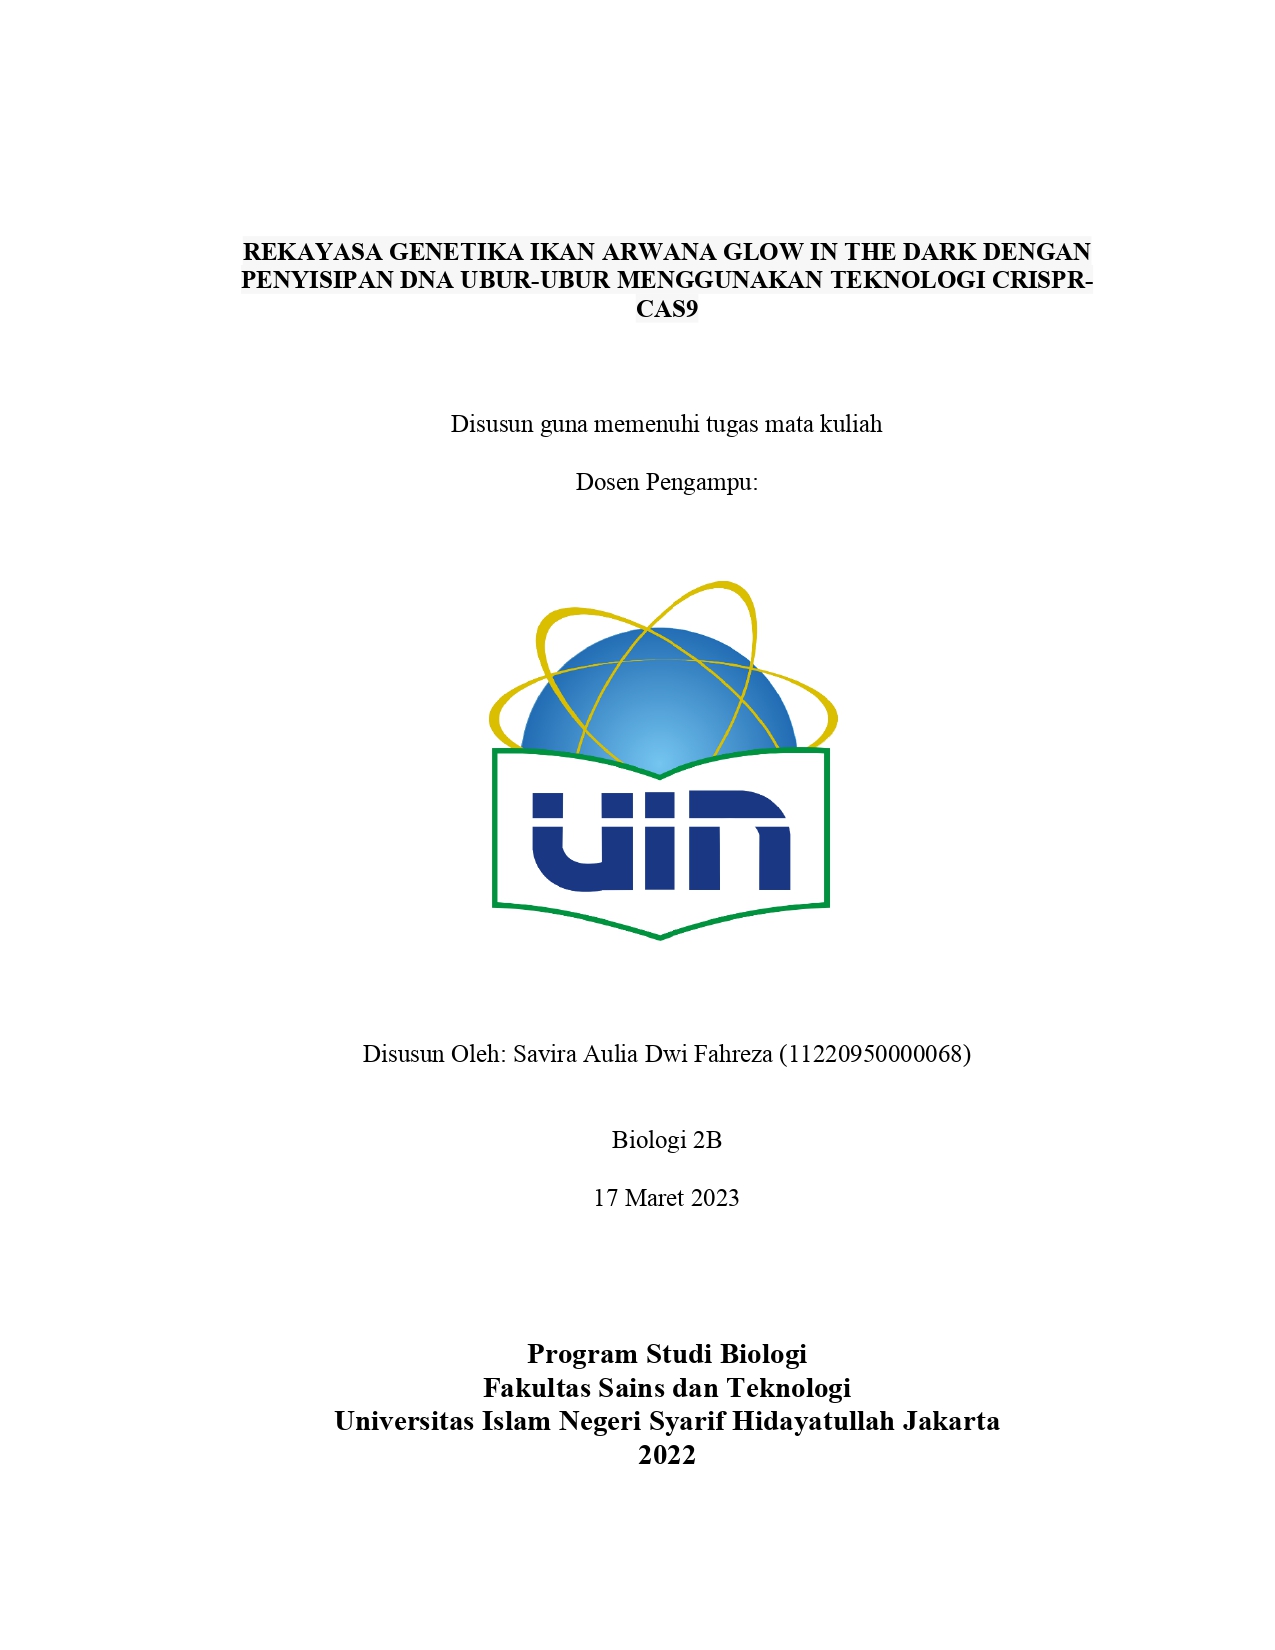 REKAYASA GENETIKA IKAN ARWANA GLOW IN THE DARK DENGAN
PENYISIPAN DNA UBUR-UBUR MENGGUNAKAN TEKNOLOGI CRISPR-
CAS9
Disusun guna memenuhi tugas mata kuliah
Dosen Pengampu:
uin
Disusun Oleh: Savira Aulia Dwi Fahreza (11220950000068)
Biologi 2B
17 Maret 2023
Program Studi Biologi
Fakultas Sains dan Teknologi
Universitas Islam Negeri Syarif Hidayatullah Jakarta
2022